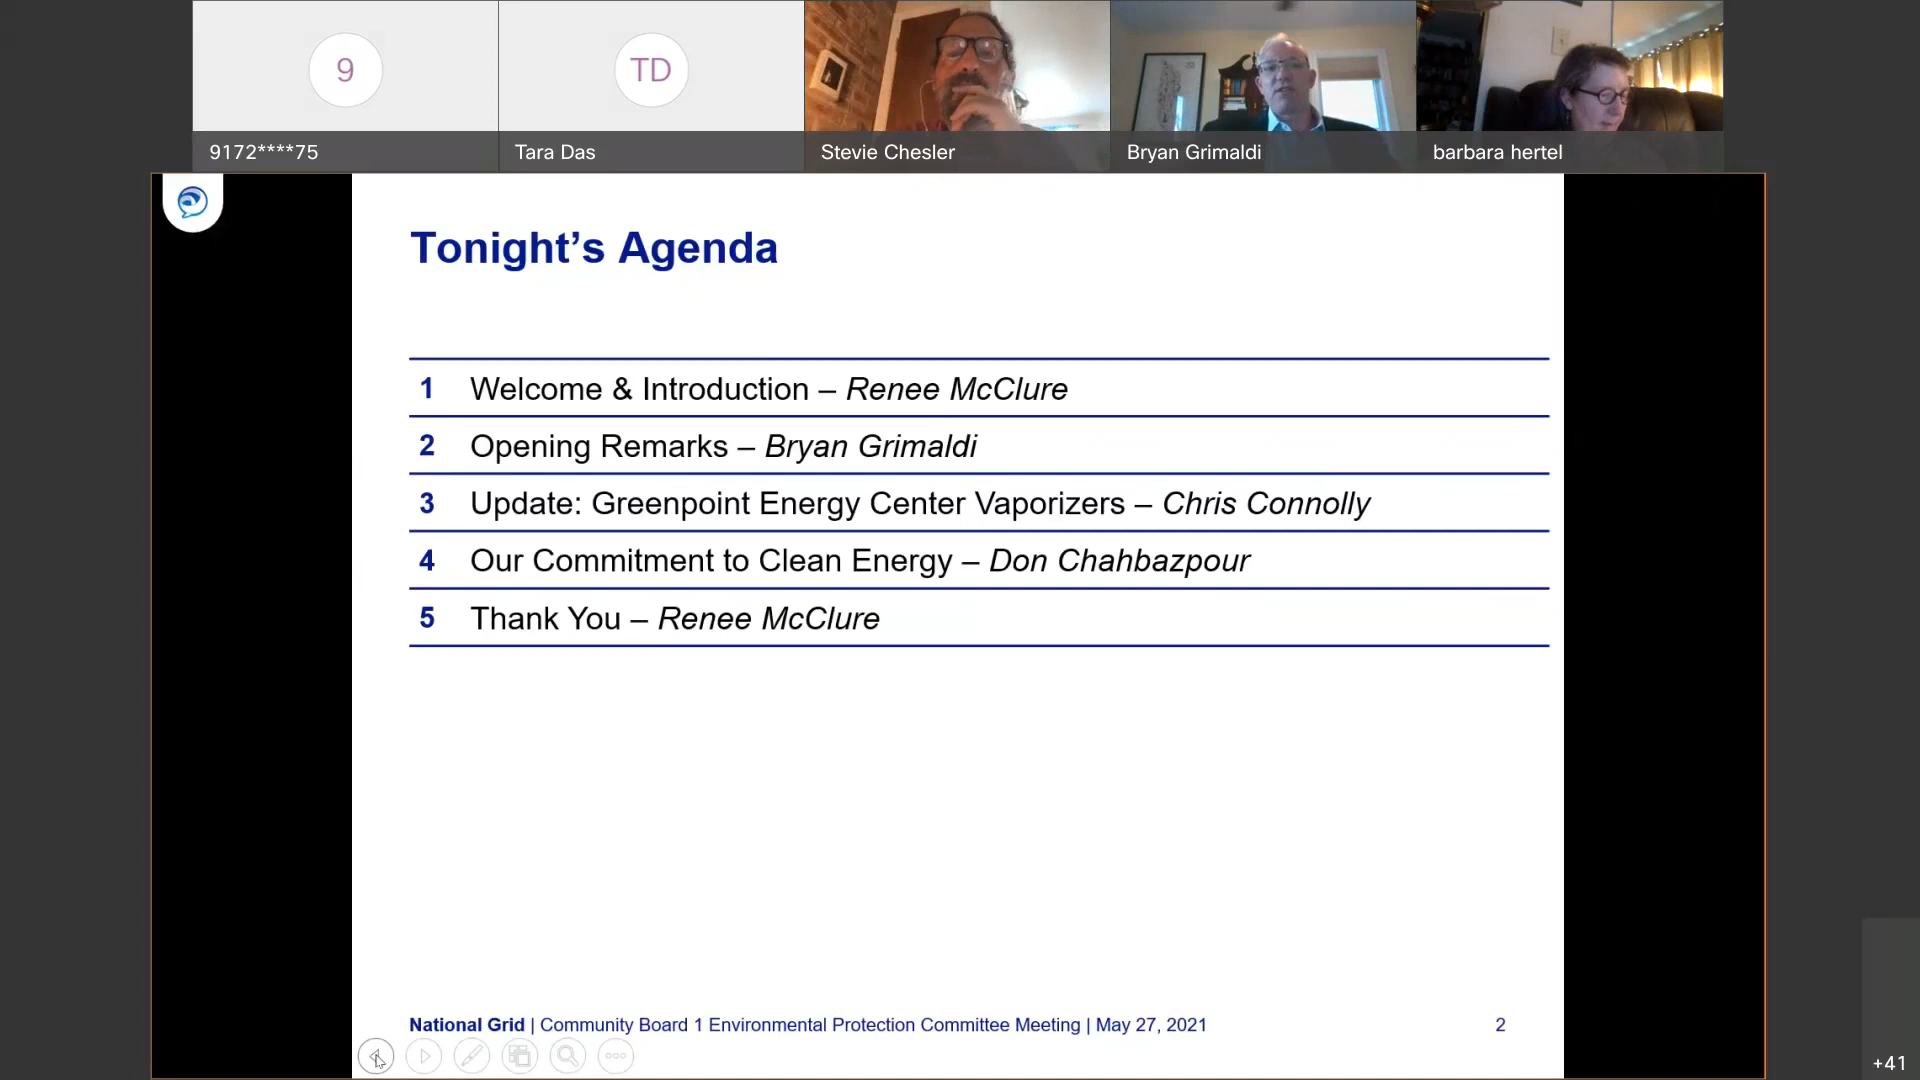 9
TD
9172****75
Tara Das
Stevie Chesler
Bryan Grimaldi
barbara hertel
Tonight’s Agenda
1 Welcome & Introduction – Renee McClure
2 Opening Remarks – Bryan Grimaldi
3 Update: Greenpoint Energy Center Vaporizers – Chris Connolly
4 Our Commitment to Clean Energy – Don Chahbazpour
5 Thank You – Renee McClure
National Grid | Community Board 1 Environmental Protection Committee Meeting | May 27, 2021
2
+41